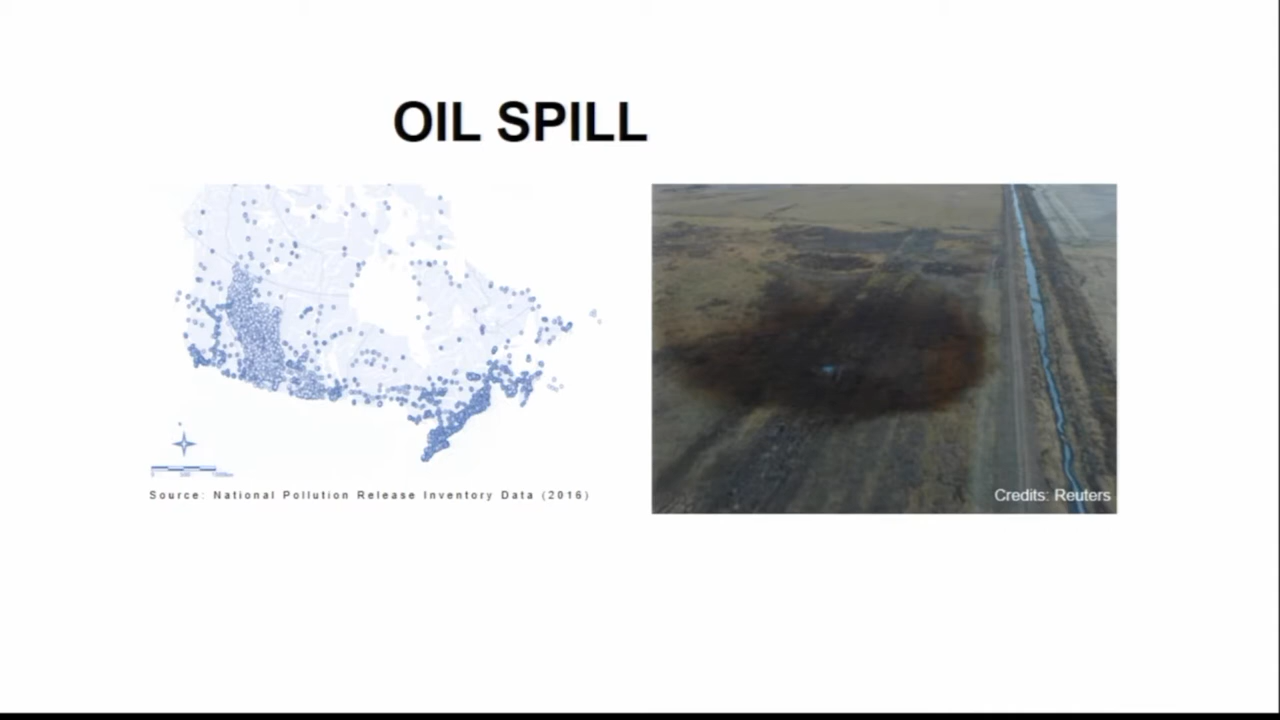 OIL SPILL
Source: National Pollution Release Inventory Data (2016)
Credits: Reuters